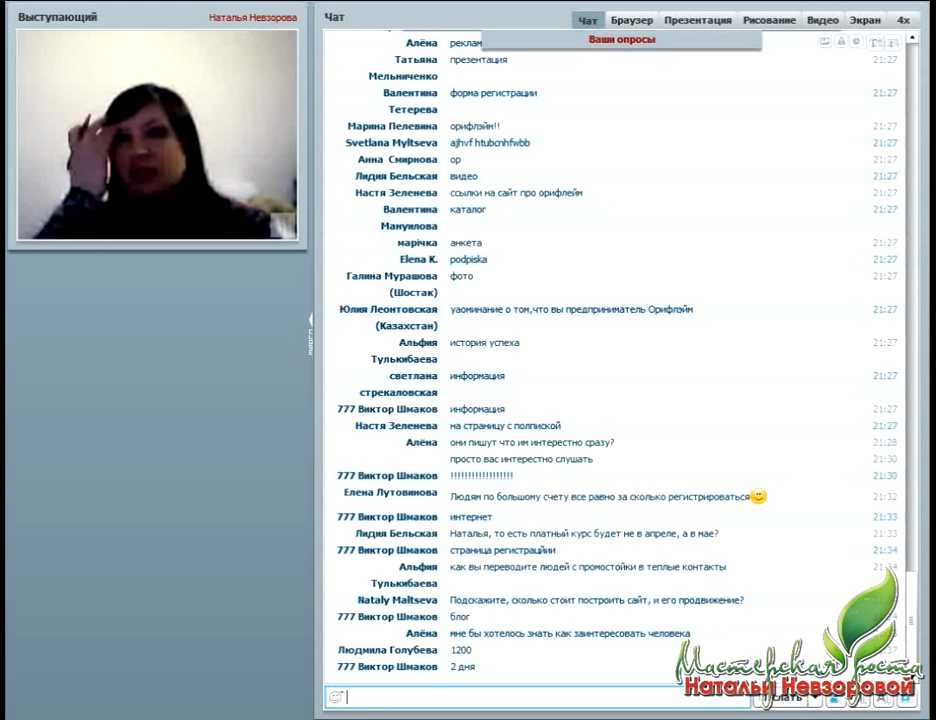 Выступающий Наталья Невзорова
Чат
Чат Браузер Презентация Рисование Видео Экран 4x
Ваши опросы
Алёна реклам
Татьяна презентация 21:27
Мельниченко
Валентина форма регистрации 21:27
Тетерева
Марина Пелевина орифлэйм!! 21:27
Svetlana Myltseva ajhvf htubcnhfwbb 21:27
Анна Смирнова ор 21:27
Лидия Бельская видео 21:27
Настя Зеленева ссылки на сайт про орифлейм 21:27
Валентина каталог 21:27
Мануилова
марічка анкета 21:27
Elena K. podpiska 21:27
Галина Мурашова фото 21:27
(Шостак)
Юлия Леонтовская уаоминание о том,что вы предприниматель Орифлэйм 21:27
(Казахстан)
Альфия история успеха 21:27
Тулькибаева
светлана информация 21:27
стрекаловская
777 Виктор Шмаков информация 21:27
Настя Зеленева на страницу с полпиской 21:27
Алёна они пишут что им интерестно сразу? 21:28
просто вас интерестно слушать 21:30
777 Виктор Шмаков !!!!!!!!!!!!!!!!!! 21:30
Елена Лутовинова Людям по большому счету все равно за сколько регистрироваться 21:32
777 Виктор Шмаков интернет 21:33
Лидия Бельская Наталья, то есть платный курс будет не в апреле, а в мае? 21:33
777 Виктор Шмаков страница регистрацйии 21:34
Альфия как вы переводите людей с промостойки в теплые контакты 21:34
Тулькибаева
Nataly Maltseva Подскажите, сколько стоит построить сайт, и его продвижение?
777 Виктор Шмаков блог
Алёна мне бы хотелось знать как заинтересовать человека
Людмила Голубева 1200
777 Виктор Шмаков 2 дня
Мастерская роста
Натальи Невзоровой